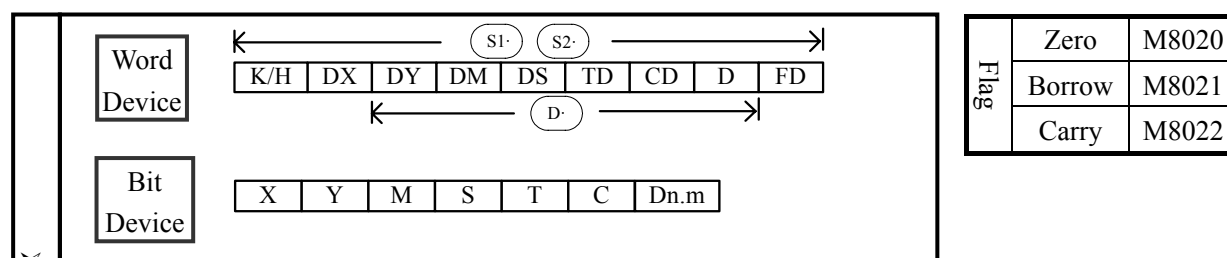 Word
Device
S1· S2·
K/H DX DY DM DS TD CD D FD
D·
Bit
Device
X Y M S T C Dn.m
Flag
Zero M8020
Borrow M8021
Carry M8022